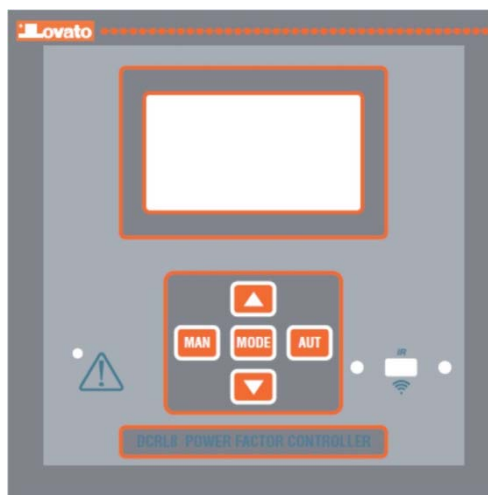 Lovato
MAN MODE AUT
IR
DCRL8 POWER FACTOR CONTROLLER